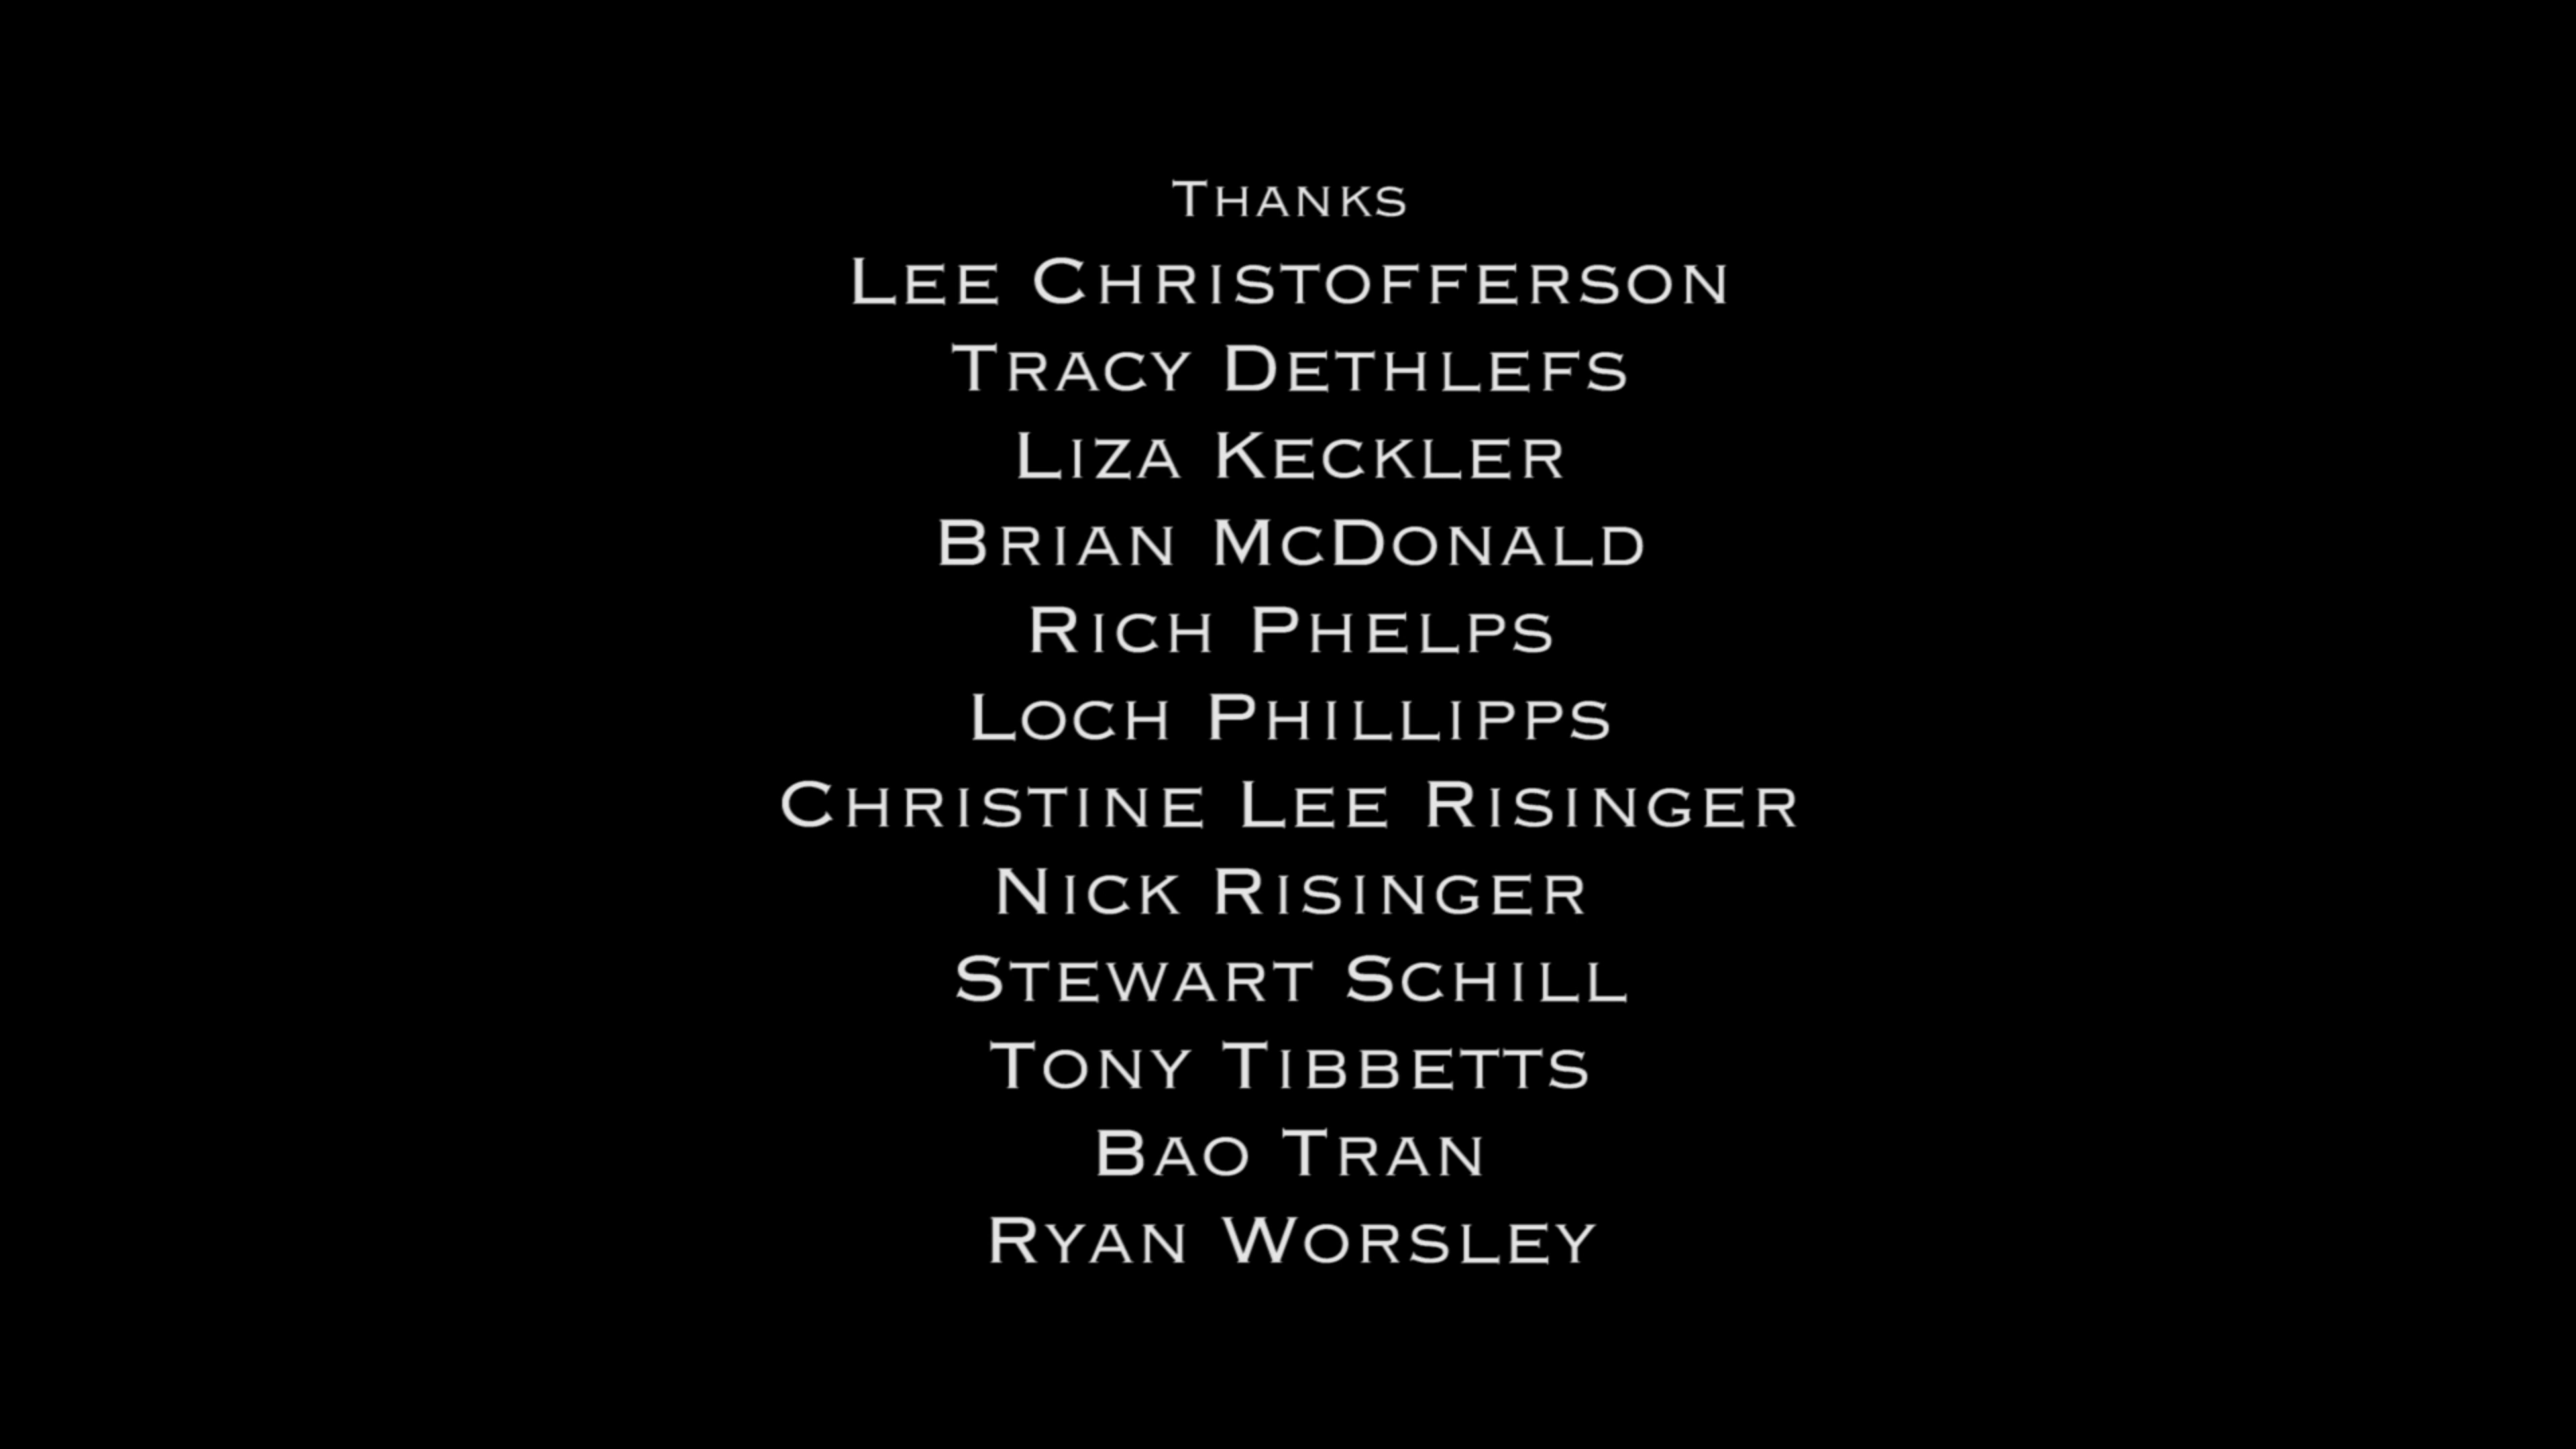 Thanks
Lee Christofferson
Tracy Dethlefs
Liza Keckler
Brian McDonald
Rich Phelps
Loch Phillipps
Christine Lee Risinger
Nick Risinger
Stewart Schill
Tony Tibbetts
Bao Tran
Ryan Worsley